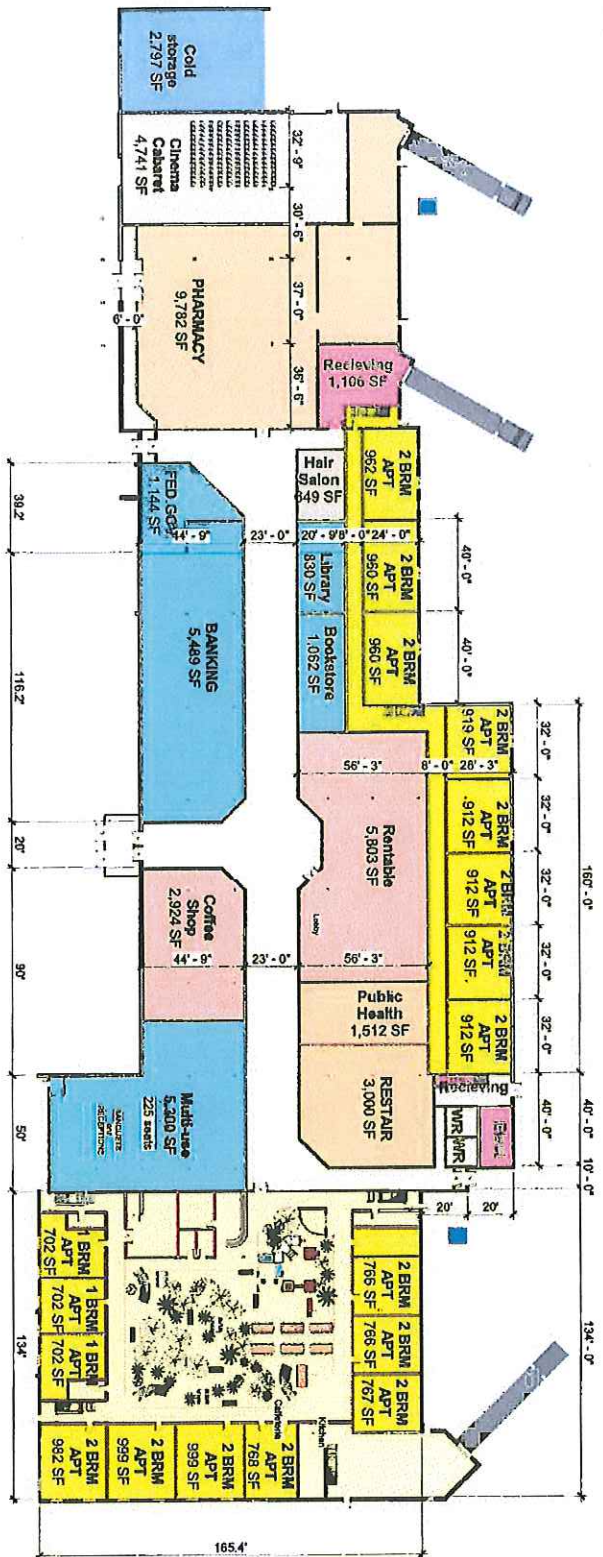 Cold
storage
2,797 SF
Cinema
Cabaret
4,741 SF
32' - 9"
30' - 6"
37' - 0"
36' - 6"
6' - 0"
PHARMACY
9,782 SF
Recieving
1,106 SF
Hair
Salon
649 SF
Library
830 SF
Bookstore
1,062 SF
2 BRM
APT
962 SF
2 BRM
APT
960 SF
2 BRM
APT
960 SF
40' - 0"
40' - 0"
24' - 0"
8' - 0"
20' - 9"
23' - 0"
44' - 9"
FED GOV
1,144 SF
BANKING
5,489 SF
39.2'
116.2'
20'
90'
50'
134'
2 BRM
APT
919 SF
2 BRM
APT
912 SF
2 BRM
APT
912 SF
2 BRM
APT
912 SF
2 BRM
APT
912 SF
32' - 0"
32' - 0"
32' - 0"
32' - 0"
32' - 0"
160' - 0"
26' - 3"
8' - 0"
56' - 3"
Rentable
5,803 SF
Lobby
56' - 3"
23' - 0"
44' - 9"
Coffee
Shop
2,924 SF
Public
Health
1,512 SF
RESTAIR
3,000 SF
Recieving
WR
WR
40' - 0"
40' - 0"
10' - 0"
20'
20'
Multi-use
5,300 SF
225 seats
BANQUETS
RECEPTIONS
134' - 0"
2 BRM
APT
766 SF
2 BRM
APT
766 SF
2 BRM
APT
767 SF
1 BRM
APT
702 SF
1 BRM
APT
702 SF
1 BRM
APT
702 SF
Cafeteria
Kitchen
2 BRM
APT
768 SF
2 BRM
APT
999 SF
2 BRM
APT
999 SF
2 BRM
APT
982 SF
165.4'